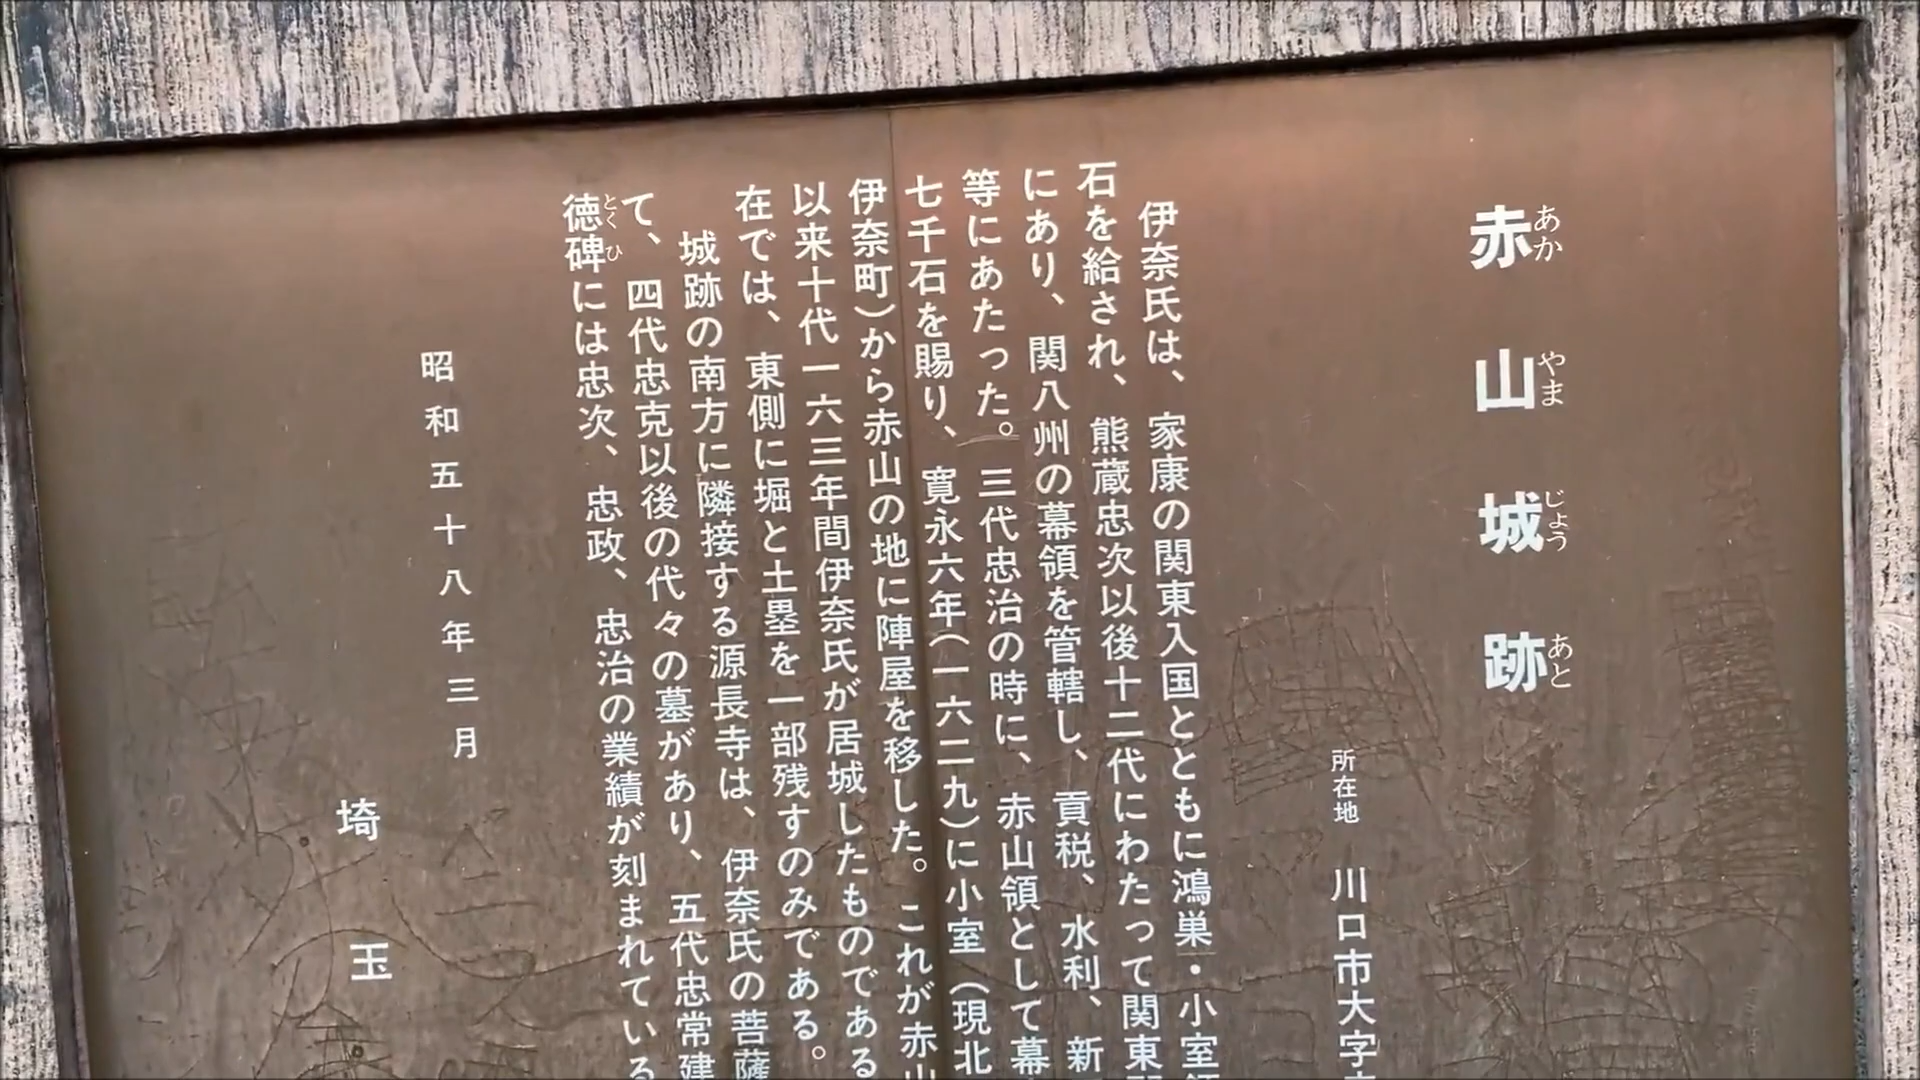 赤山城跡
あかやまじょうあと
所在地 川口市大字
伊奈氏は、家康の関東入国とともに鴻巣・小室
石を給され、熊蔵忠次以後十二代にわたって関東
にあり、関八州の幕領を管轄し、貢税、水利、新
等にあたった。三代忠治の時に、赤山領として幕
七千石を賜り、寛永六年(一六二九)に小室(現北
伊奈町)から赤山の地に陣屋を移した。これが赤山
以来十代一六三年間伊奈氏が居城したものである
在では、東側に堀と土塁を一部残すのみである。
城跡の南方に隣接する源長寺は、伊奈氏の菩薩
て、四代忠克以後の代々の墓があり、五代忠常建
徳碑には忠次、忠政、忠治の業績が刻まれている
とくひ
昭和五十八年三月
埼玉